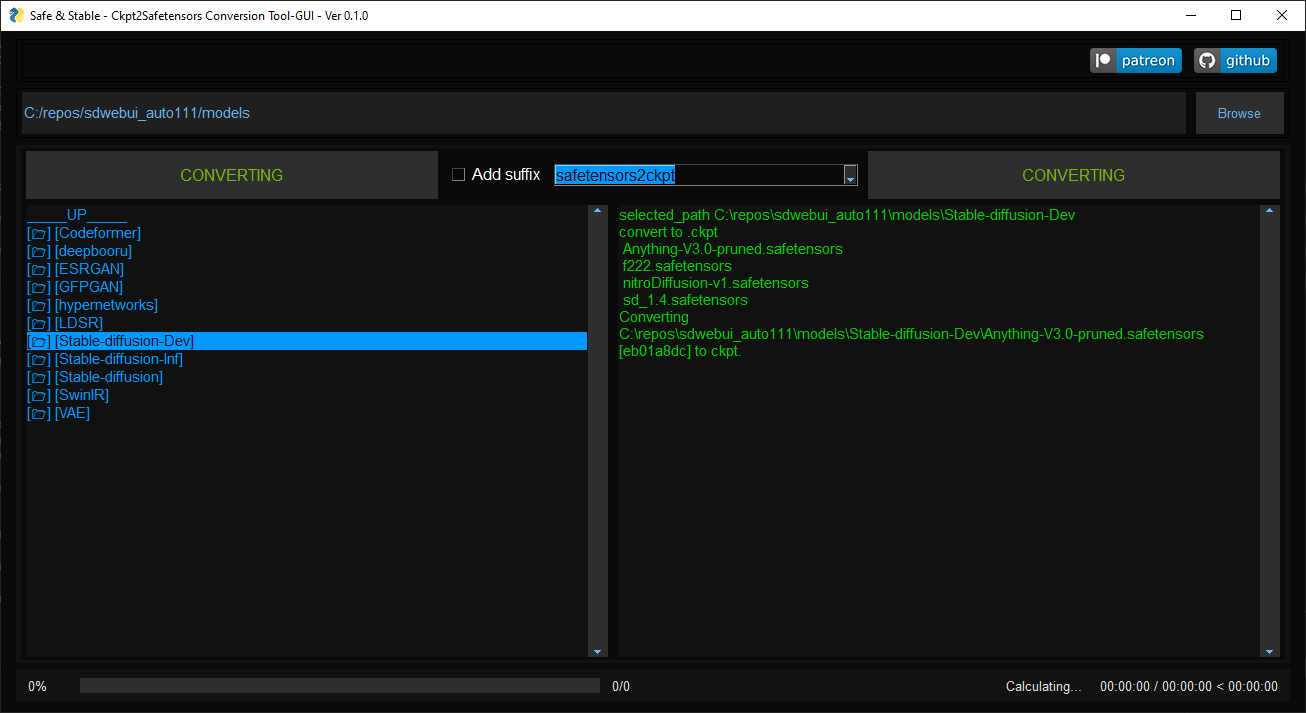 Safe & Stable - Ckpt2Safetensors Conversion Tool-GUI - Ver 0.1.0
patreon
github
C:/repos/sdwebui_auto111/models
Browse
CONVERTING
Add suffix
safetensors2ckpt
CONVERTING
_____UP_____
[] [Codeformer]
[] [deepbooru]
[] [ESRGAN]
[] [GFPGAN]
[] [hypernetworks]
[] [LDSR]
[] [Stable-diffusion-Dev]
[] [Stable-diffusion-Inf]
[] [Stable-diffusion]
[] [SwinIR]
[] [VAE]
selected_path C:\repos\sdwebui_auto111\models\Stable-diffusion-Dev
convert to .ckpt
Anything-V3.0-pruned.safetensors
f222.safetensors
nitroDiffusion-v1.safetensors
sd_1.4.safetensors
Converting
C:\repos\sdwebui_auto111\models\Stable-diffusion-Dev\Anything-V3.0-pruned.safetensors
[eb01a8dc] to ckpt.
0%
0/0
Calculating...
00:00:00 / 00:00:00 < 00:00:00